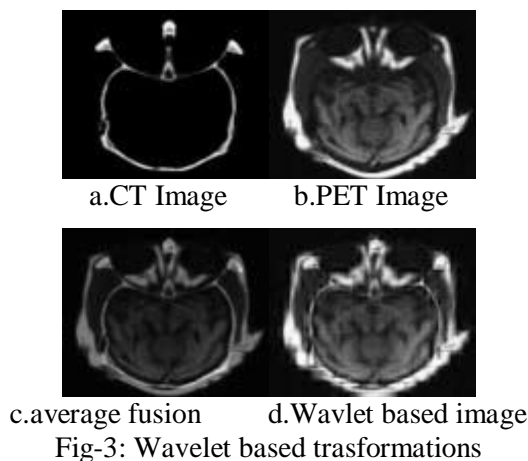 a.CT Image b.PET Image
c.average fusion d.Wavlet based image
Fig-3: Wavelet based trasformations